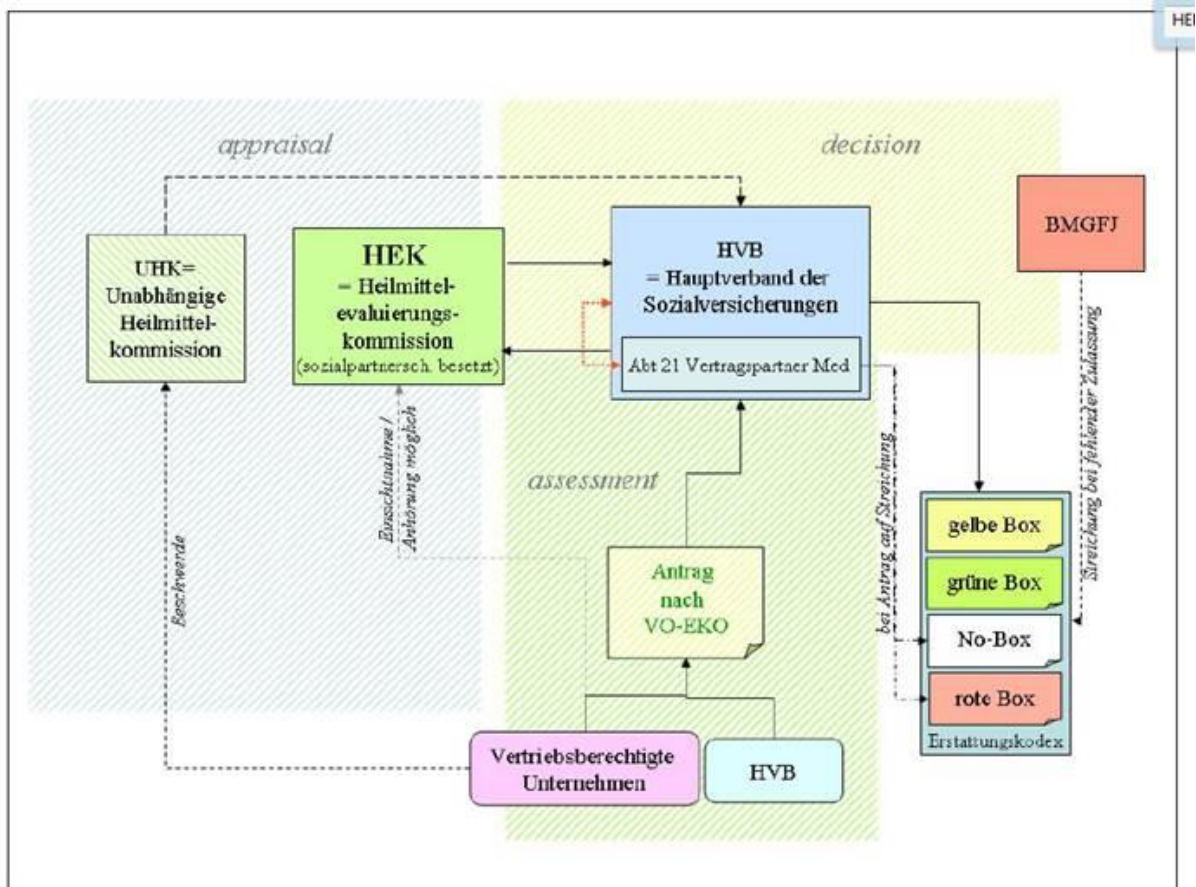 HEK
appraisal
decision
UHK=
Unabhängige
Heilmittel-
kommission
HEK
= Heilmittel-
evaluierungs-
kommission
(sozialpartnersch. besetzt)
HVB
= Hauptverband der
Sozialversicherungen
Abt 21 Vertragspartner Med
BMGFJ
Streichung bei fehlender Zulassung
Einsichtnahme /
Anhörung möglich
assessment
bei Antrag auf Streichung
Beschwerde
Antrag
nach
VO-EKO
gelbe Box
grüne Box
No-Box
rote Box
Erstattungskodex
Vertriebsberechtigte
Unternehmen
HVB